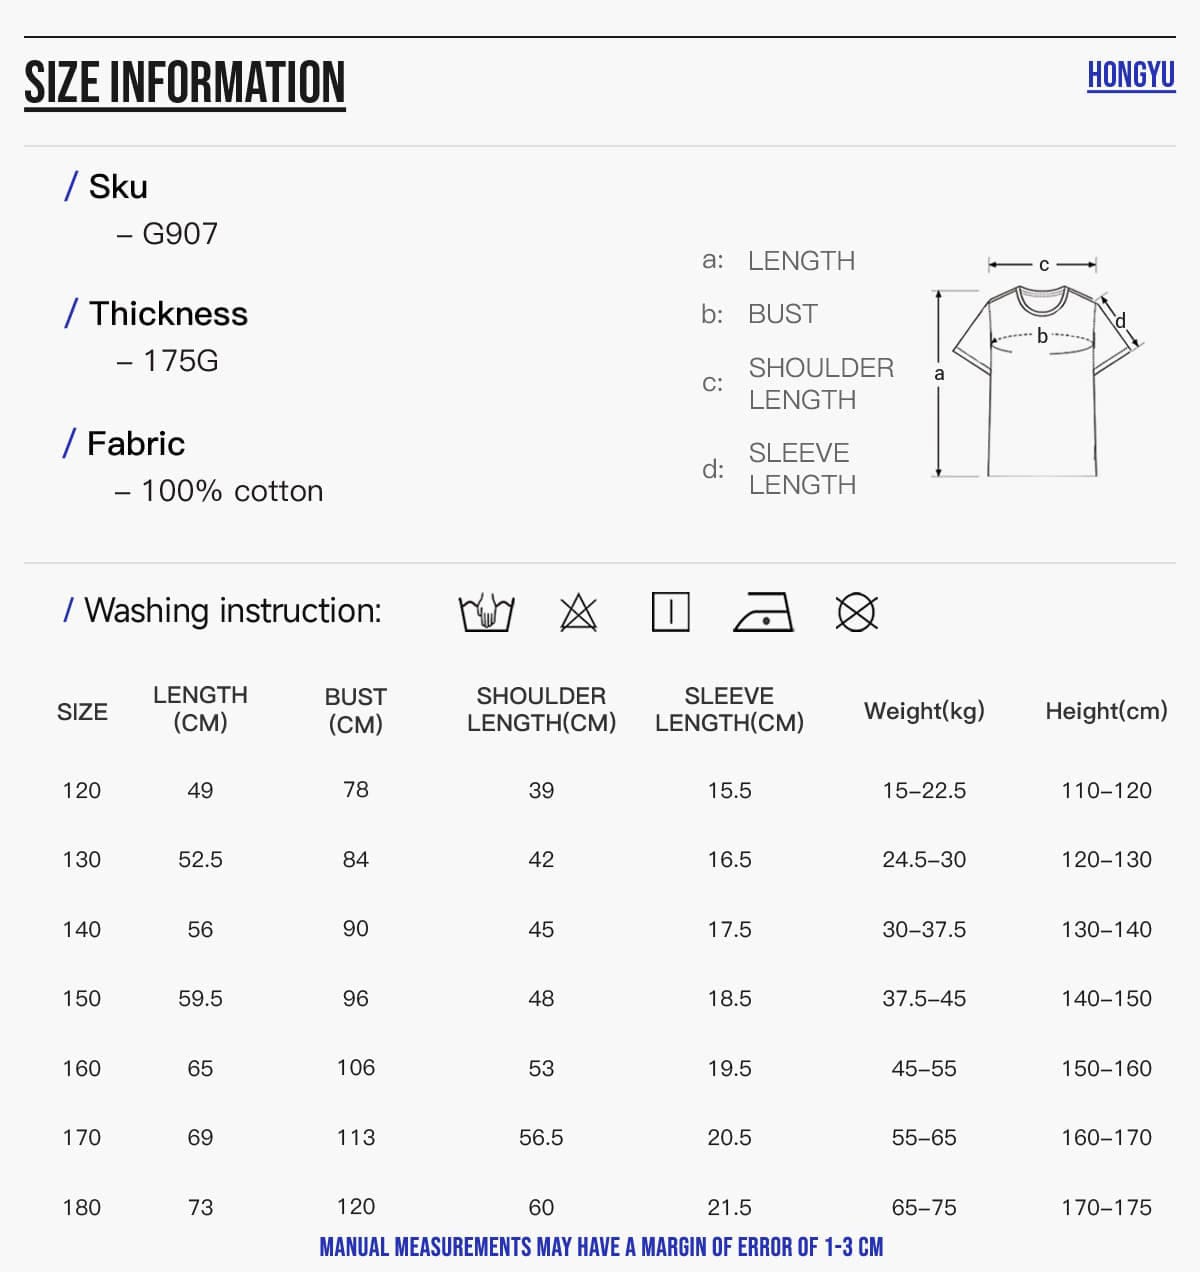 SIZE INFORMATION
HONGYU
/ Sku
– G907
/ Thickness
– 175G
/ Fabric
– 100% cotton
a: LENGTH
b: BUST
c: SHOULDER
LENGTH
d: SLEEVE
LENGTH
c
d
b
a
/ Washing instruction:
SIZE LENGTH (CM) BUST (CM) SHOULDER LENGTH(CM) SLEEVE LENGTH(CM) Weight(kg) Height(cm)
120 49 78 39 15.5 15–22.5 110–120
130 52.5 84 42 16.5 24.5–30 120–130
140 56 90 45 17.5 30–37.5 130–140
150 59.5 96 48 18.5 37.5–45 140–150
160 65 106 53 19.5 45–55 150–160
170 69 113 56.5 20.5 55–65 160–170
180 73 120 60 21.5 65–75 170–175
MANUAL MEASUREMENTS MAY HAVE A MARGIN OF ERROR OF 1-3 CM